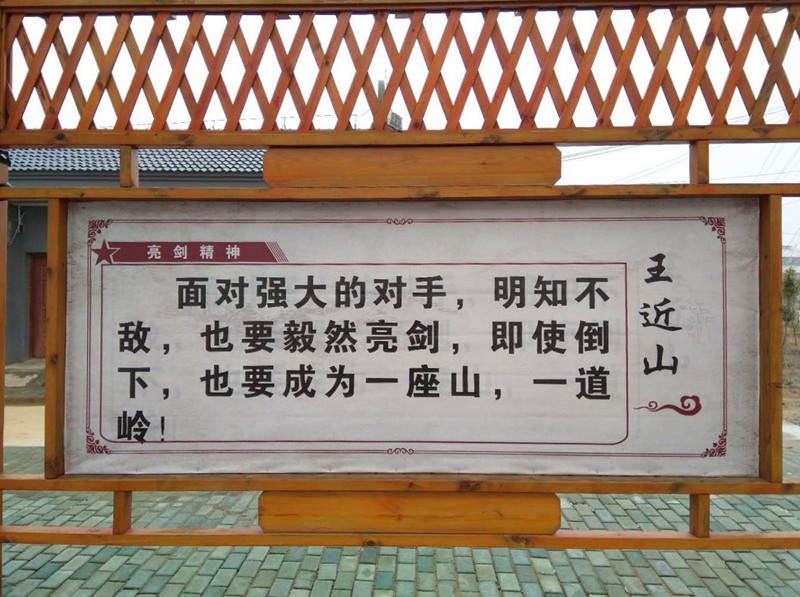 亮剑精神
面对强大的对手，明知不
敌，也要毅然亮剑，即使倒
下，也要成为一座山，一道
岭！
王近山